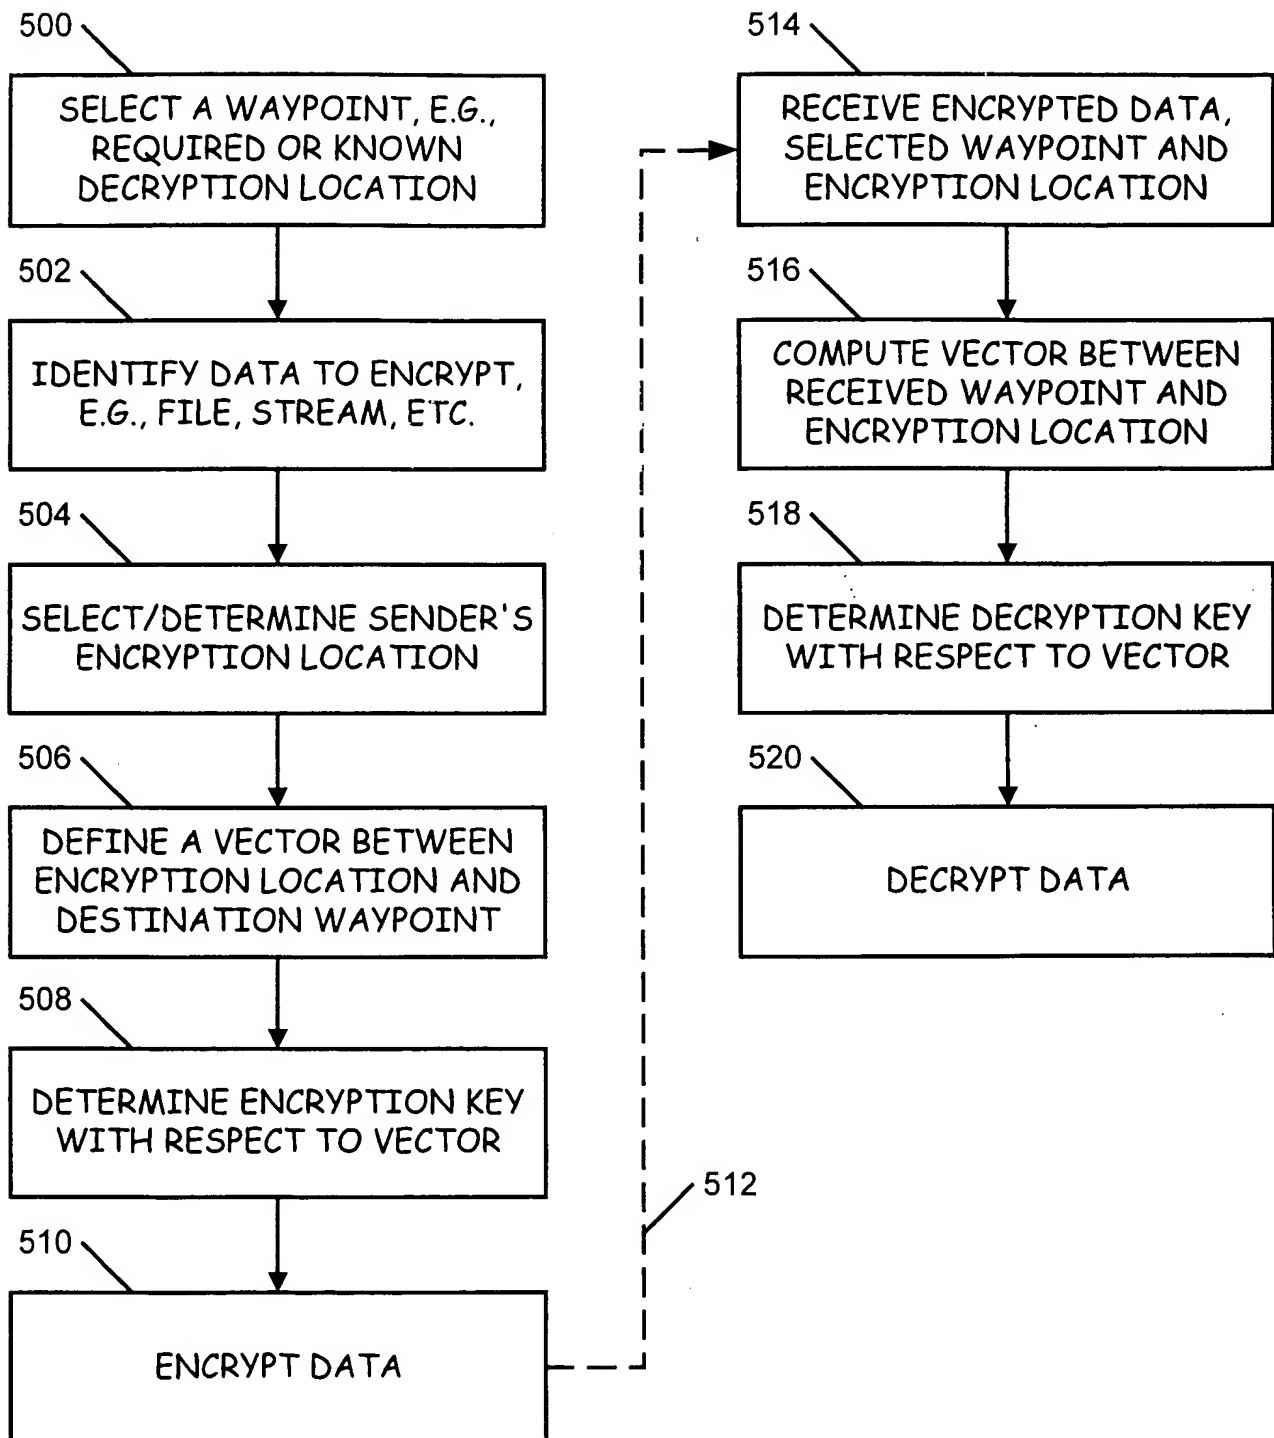 500
SELECT A WAYPOINT, E.G.,
REQUIRED OR KNOWN
DECRYPTION LOCATION
502
IDENTIFY DATA TO ENCRYPT,
E.G., FILE, STREAM, ETC.
504
SELECT/DETERMINE SENDER'S
ENCRYPTION LOCATION
506
DEFINE A VECTOR BETWEEN
ENCRYPTION LOCATION AND
DESTINATION WAYPOINT
508
DETERMINE ENCRYPTION KEY
WITH RESPECT TO VECTOR
510
ENCRYPT DATA
512
514
RECEIVE ENCRYPTED DATA,
SELECTED WAYPOINT AND
ENCRYPTION LOCATION
516
COMPUTE VECTOR BETWEEN
RECEIVED WAYPOINT AND
ENCRYPTION LOCATION
518
DETERMINE DECRYPTION KEY
WITH RESPECT TO VECTOR
520
DECRYPT DATA